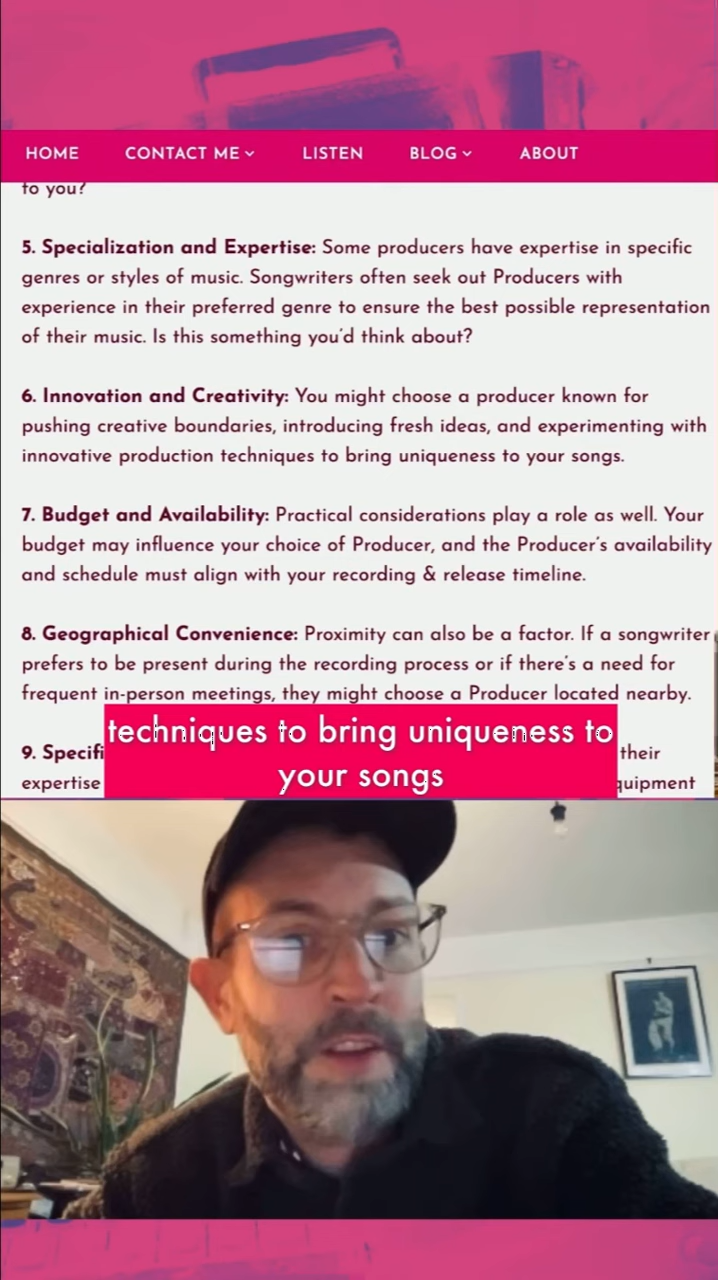 HOME CONTACT ME LISTEN BLOG ABOUT
to you?
5. Specialization and Expertise: Some producers have expertise in specific
genres or styles of music. Songwriters often seek out Producers with
experience in their preferred genre to ensure the best possible representation
of their music. Is this something you'd think about?
6. Innovation and Creativity: You might choose a producer known for
pushing creative boundaries, introducing fresh ideas, and experimenting with
innovative production techniques to bring uniqueness to your songs.
7. Budget and Availability: Practical considerations play a role as well. Your
budget may influence your choice of Producer, and the Producer's availability
and schedule must align with your recording & release timeline.
8. Geographical Convenience: Proximity can also be a factor. If a songwriter
prefers to be present during the recording process or if there's a need for
frequent in-person meetings, they might choose a Producer located nearby.
9. their
expertise
techniques to bring uniqueness to
your songs